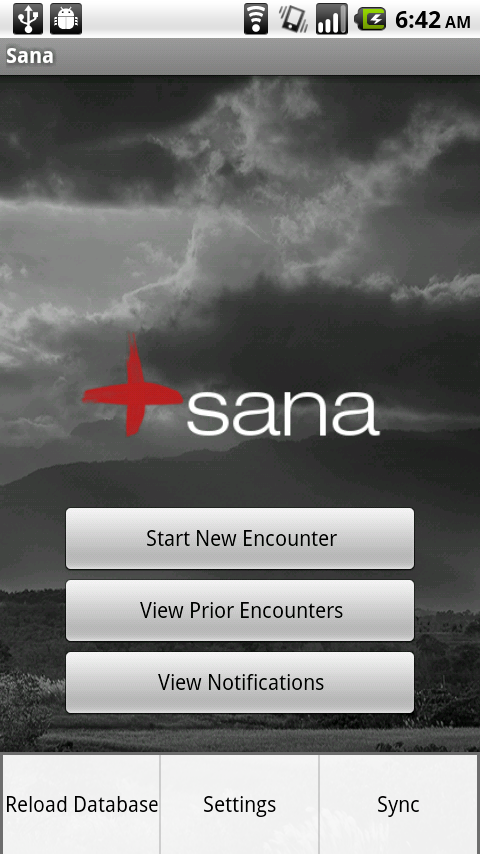 6:42 AM
Sana
sana
Start New Encounter
View Prior Encounters
View Notifications
Reload Database
Settings
Sync